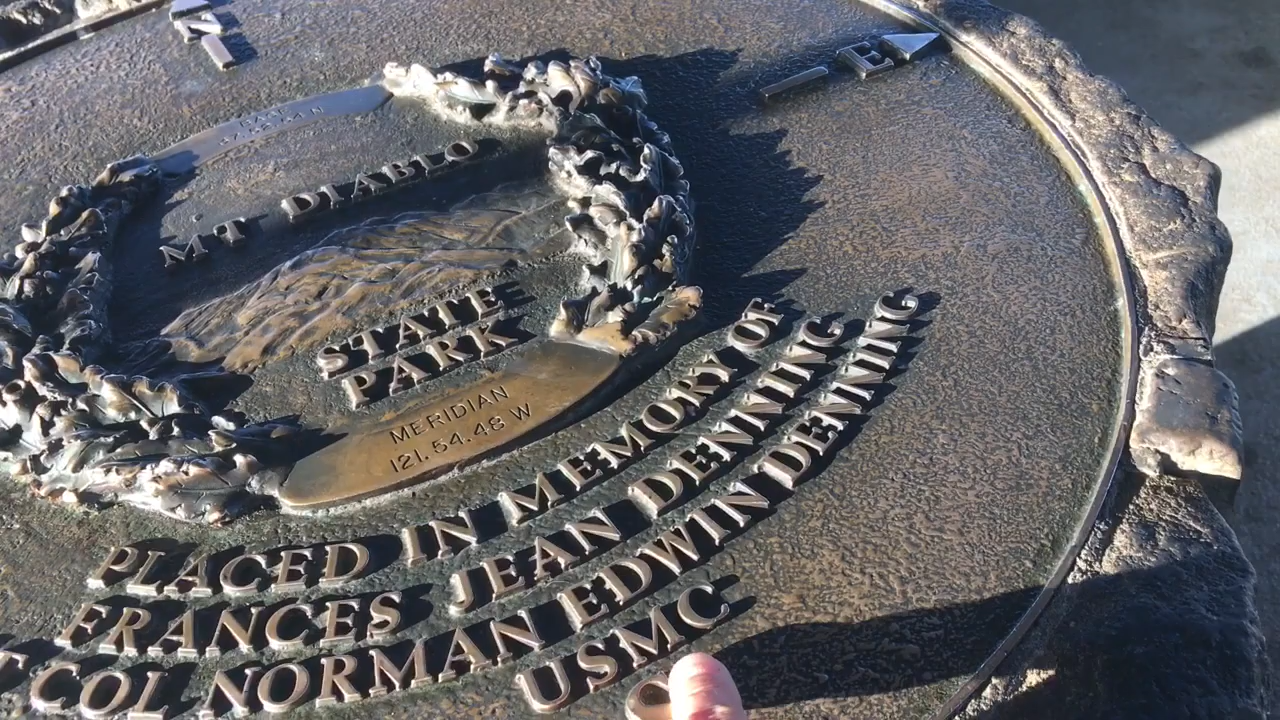 N
E
MT DIABLO
STATE
PARK
MERIDIAN
121. 54. 48 W
PLACED IN MEMORY OF
FRANCES JEAN DENNING
COL NORMAN EDWIN DENNING
USMC